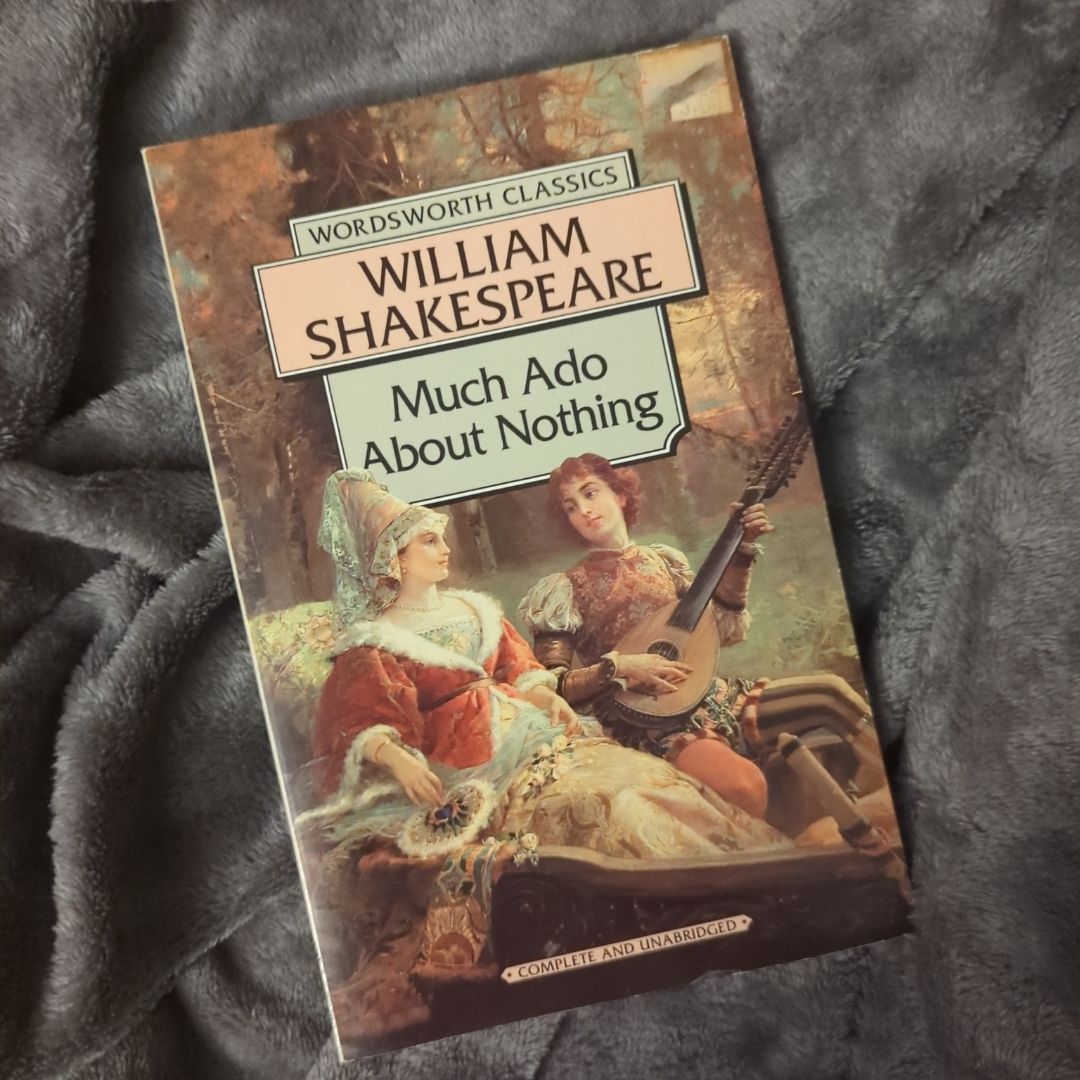 WORDSWORTH CLASSICS
WILLIAM
SHAKESPEARE
Much Ado
About Nothing
COMPLETE AND UNABRIDGED